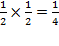 1/2 × 1/2 = 1/4